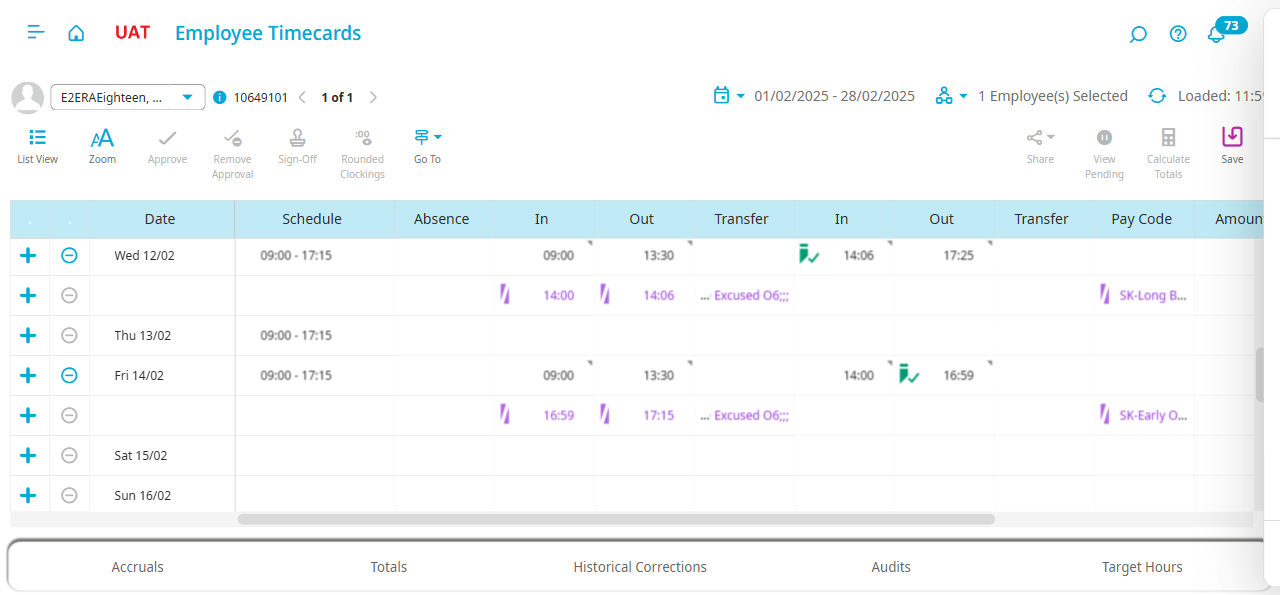 UAT Employee Timecards 73
E2ERAEighteen, ... 10649101 1 of 1 01/02/2025 - 28/02/2025 1 Employee(s) Selected Loaded: 11:5
List View Zoom Approve Remove Approval Sign-Off :00 Rounded Clockings Go To Share View Pending Calculate Totals Save
. . Date Schedule Absence In Out Transfer In Out Transfer Pay Code Amoun
Wed 12/02 09:00 - 17:15 09:00 13:30 14:06 17:25
14:00 14:06 ... Excused O6;;; SK-Long B...
Thu 13/02 09:00 - 17:15
Fri 14/02 09:00 - 17:15 09:00 13:30 14:00 16:59
16:59 17:15 ... Excused O6;;; SK-Early O...
Sat 15/02
Sun 16/02
Accruals Totals Historical Corrections Audits Target Hours